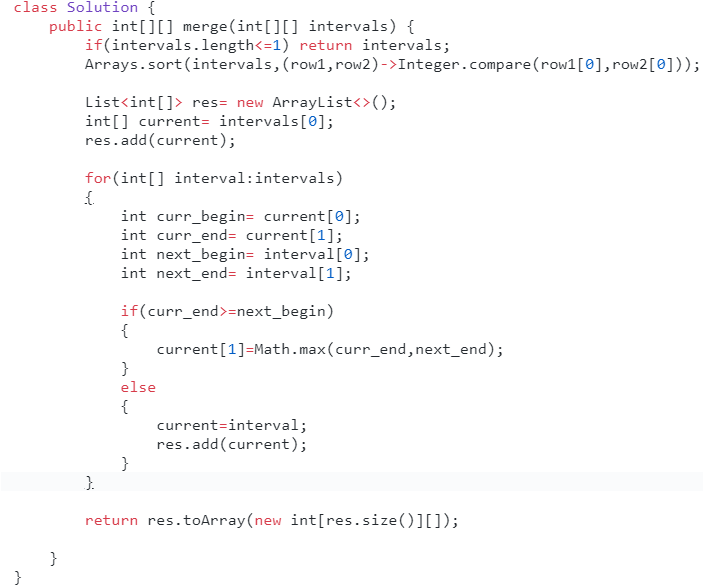 class Solution {
    public int[][] merge(int[][] intervals) {
        if(intervals.length<=1) return intervals;
        Arrays.sort(intervals,(row1,row2)->Integer.compare(row1[0],row2[0]));

        List<int[]> res= new ArrayList<>();
        int[] current= intervals[0];
        res.add(current);

        for(int[] interval:intervals)
        {
            int curr_begin= current[0];
            int curr_end= current[1];
            int next_begin= interval[0];
            int next_end= interval[1];

            if(curr_end>=next_begin)
            {
                current[1]=Math.max(curr_end,next_end);
            }
            else
            {
                current=interval;
                res.add(current);
            }
        }

        return res.toArray(new int[res.size()][]);

    }
}